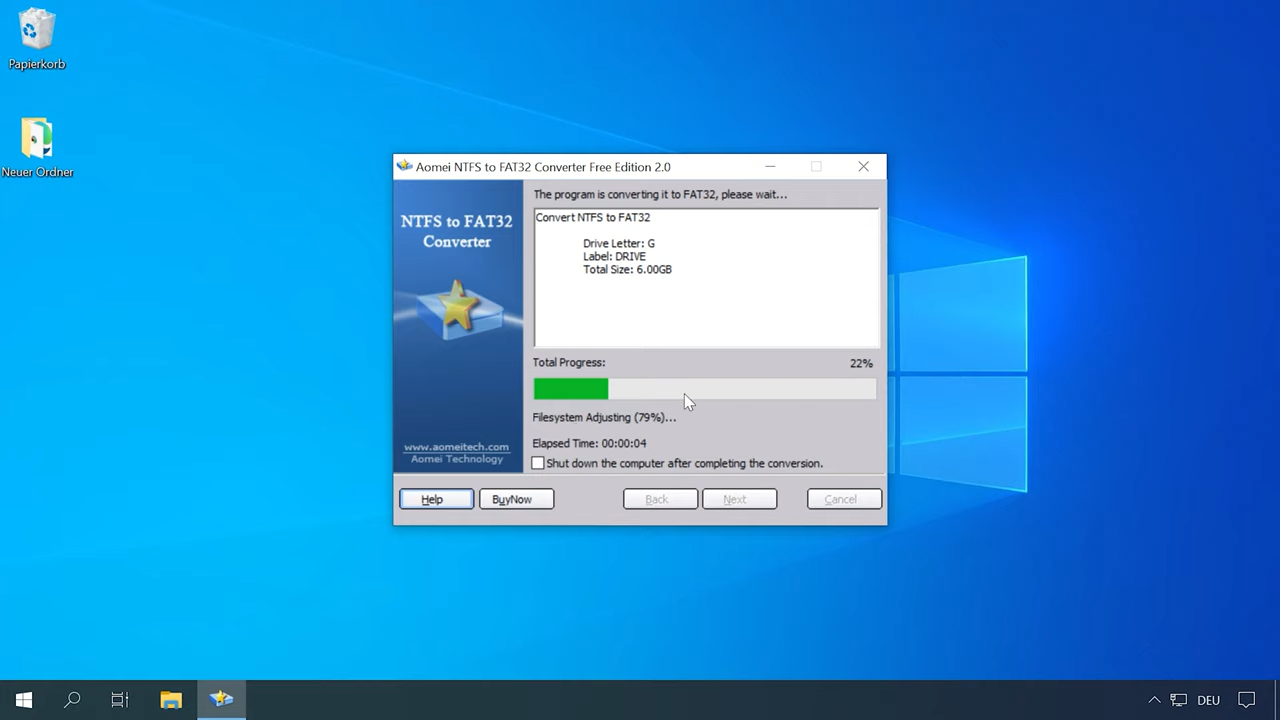 Papierkorb
Neuer Ordner
Aomei NTFS to FAT32 Converter Free Edition 2.0
NTFS to FAT32
Converter
www.aomeitech.com
Aomei Technology
The program is converting it to FAT32, please wait...
Convert NTFS to FAT32
Drive Letter: G
Label: DRIVE
Total Size: 6.00GB
Total Progress: 22%
Filesystem Adjusting (79%)...
Elapsed Time: 00:00:04
Shut down the computer after completing the conversion.
Help BuyNow Back Next Cancel
DEU